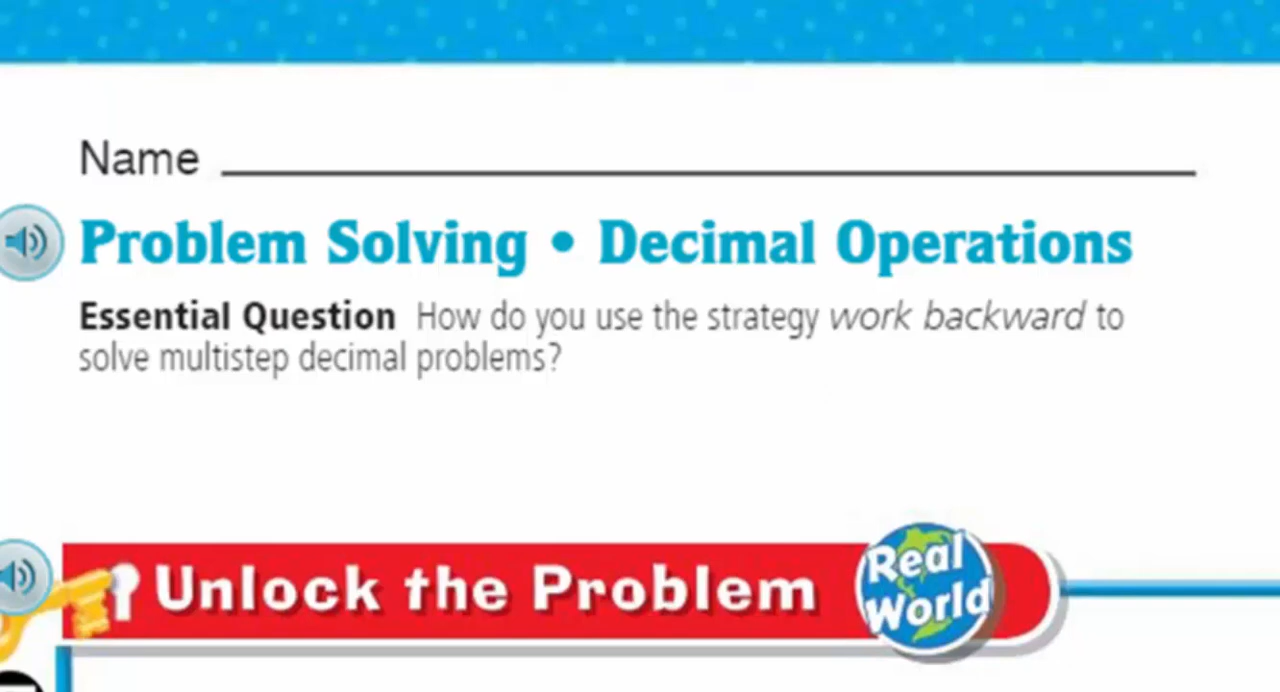 Name
Problem Solving • Decimal Operations
Essential Question How do you use the strategy work backward to
solve multistep decimal problems?
Unlock the Problem
Real
World